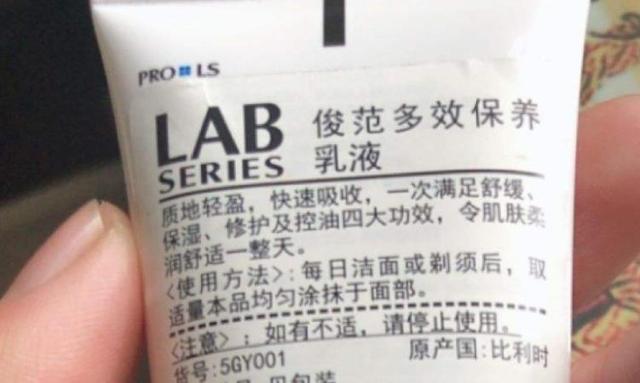 PRO LS
LAB
SERIES
俊范多效保养
乳液
质地轻盈，快速吸收，一次满足舒缓、
保湿、修护及控油四大功效，令肌肤柔
润舒适一整天。
<使用方法>：每日洁面或剃须后，取
适量本品均匀涂抹于面部。
<注意>：如有不适，请停止使用。
货号:5GY001
原产国:比利时